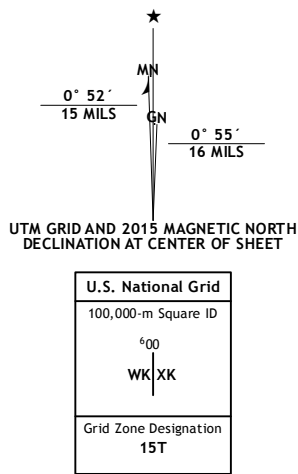 ★
MN
GN
0° 52´
15 MILS
0° 55´
16 MILS
UTM GRID AND 2015 MAGNETIC NORTH
DECLINATION AT CENTER OF SHEET
U.S. National Grid
100,000-m Square ID
⁶00
WK XK
Grid Zone Designation
15T